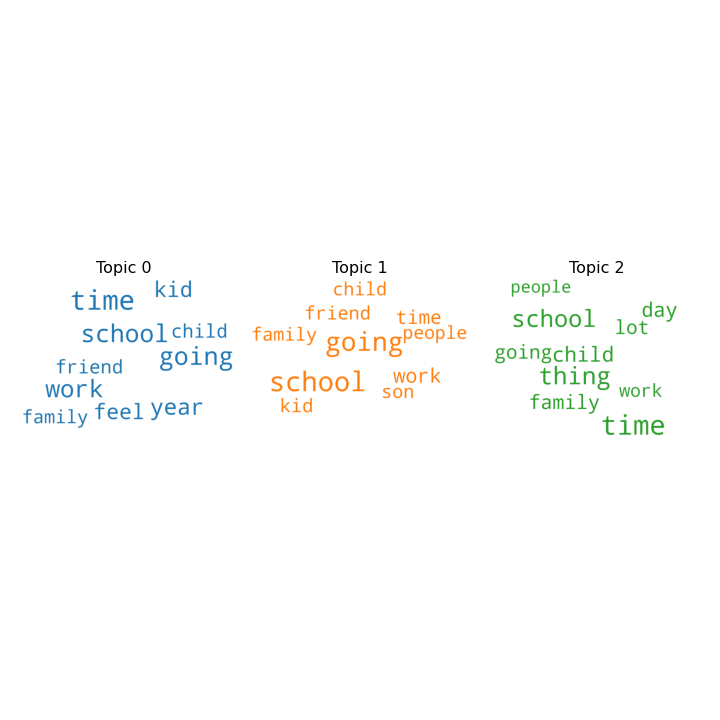 Topic 0
time
kid
school
child
going
friend
work
family
feel
year
Topic 1
child
friend
time
family
going
people
school
work
son
kid
Topic 2
people
school
day
lot
going
child
thing
work
family
time